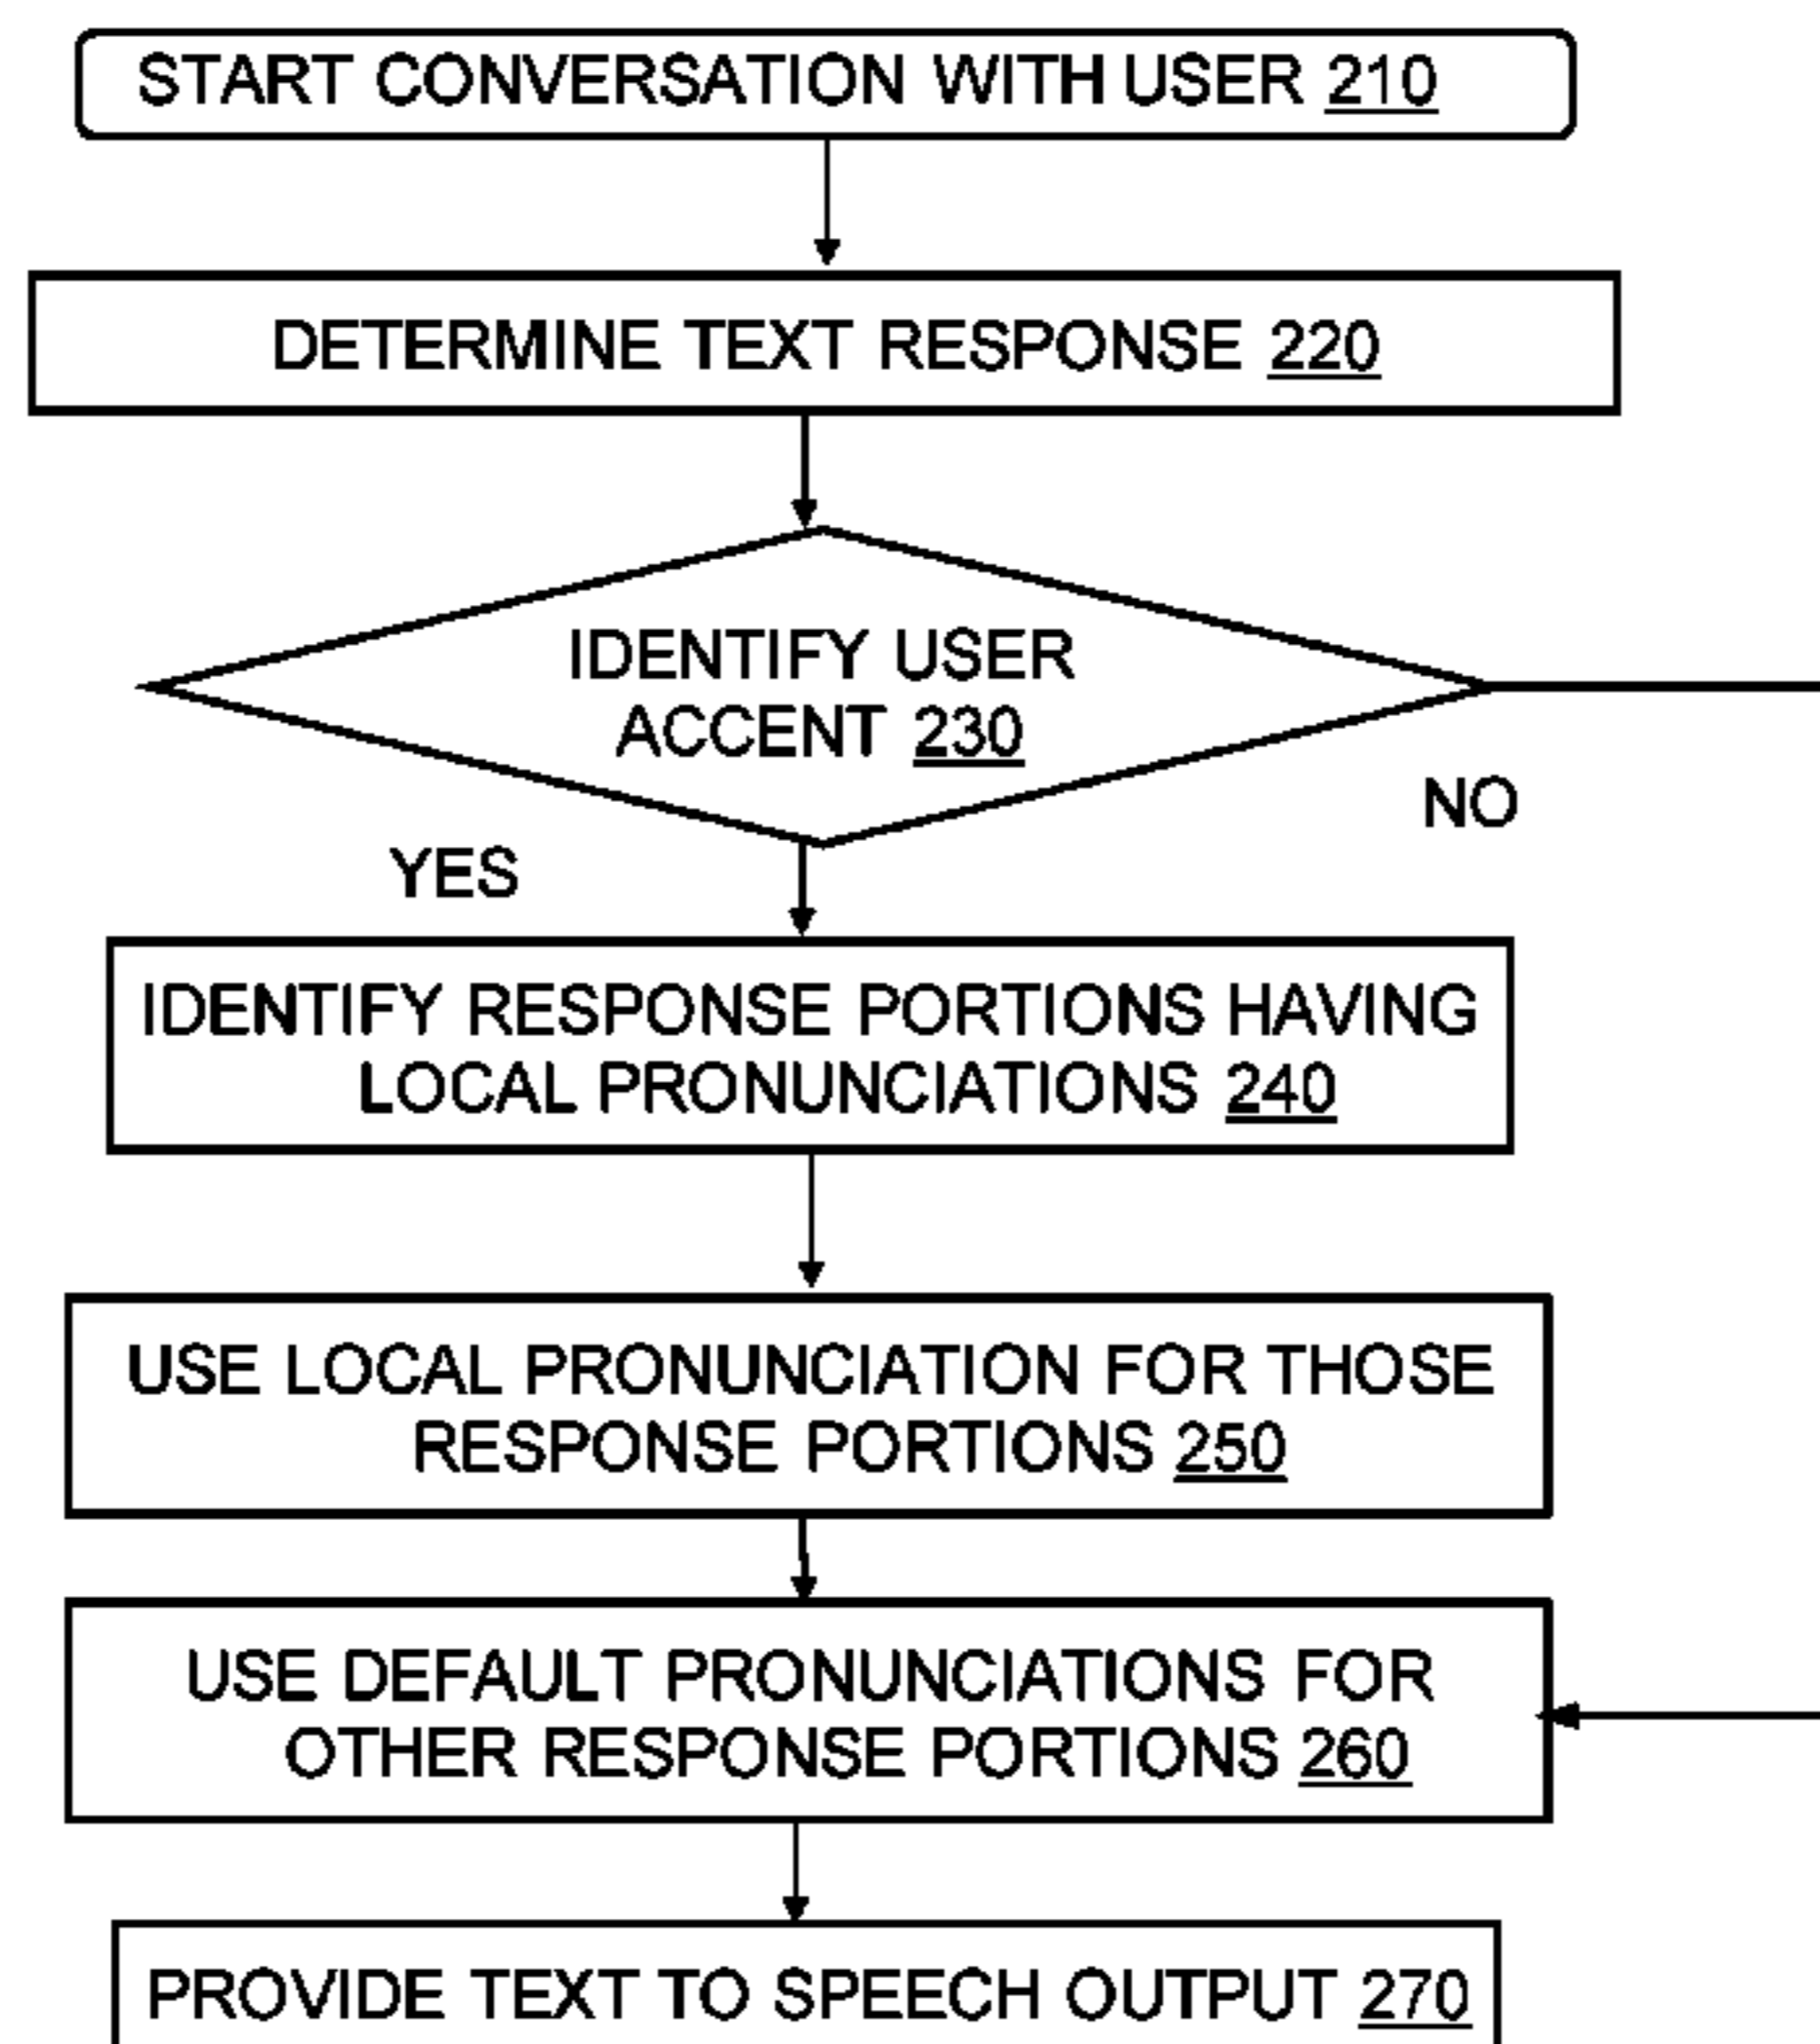 START CONVERSATION WITH USER 210
DETERMINE TEXT RESPONSE 220
IDENTIFY USER
ACCENT 230
NO
YES
IDENTIFY RESPONSE PORTIONS HAVING
LOCAL PRONUNCIATIONS 240
USE LOCAL PRONUNCIATION FOR THOSE
RESPONSE PORTIONS 250
USE DEFAULT PRONUNCIATIONS FOR
OTHER RESPONSE PORTIONS 260
PROVIDE TEXT TO SPEECH OUTPUT 270